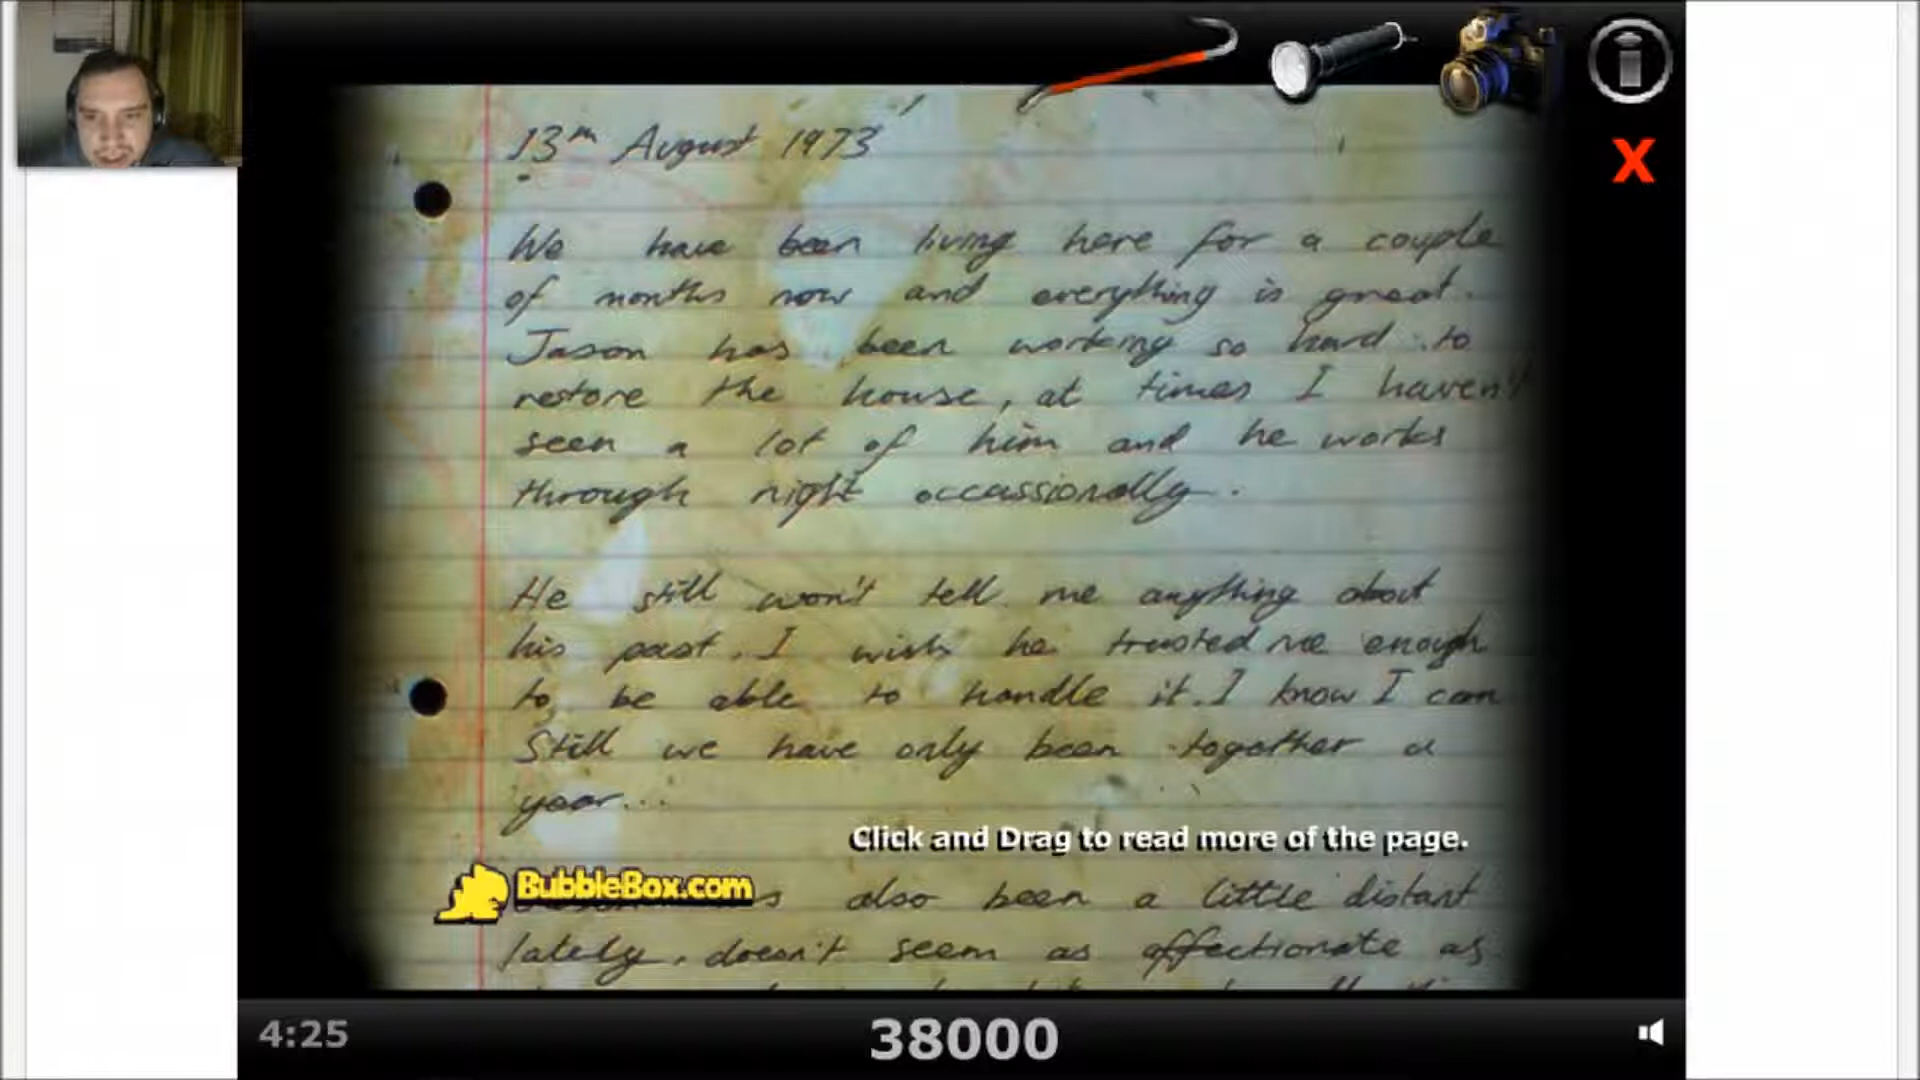 13th August 1973
X
We have been living here for a couple
of months now and everything is great.
Jason has been working so hard to
restore the house, at times I haven't
seen a lot of him and he works
through night occassionally.
He still won't tell me anything about
his past. I wish he trusted me enough
to be able to handle it. I know I can
Still we have only been together a
year...
Click and Drag to read more of the page.
BubbleBox.com
also been a little distant
lately, doesn't seem as affectionate as
4:25
38000